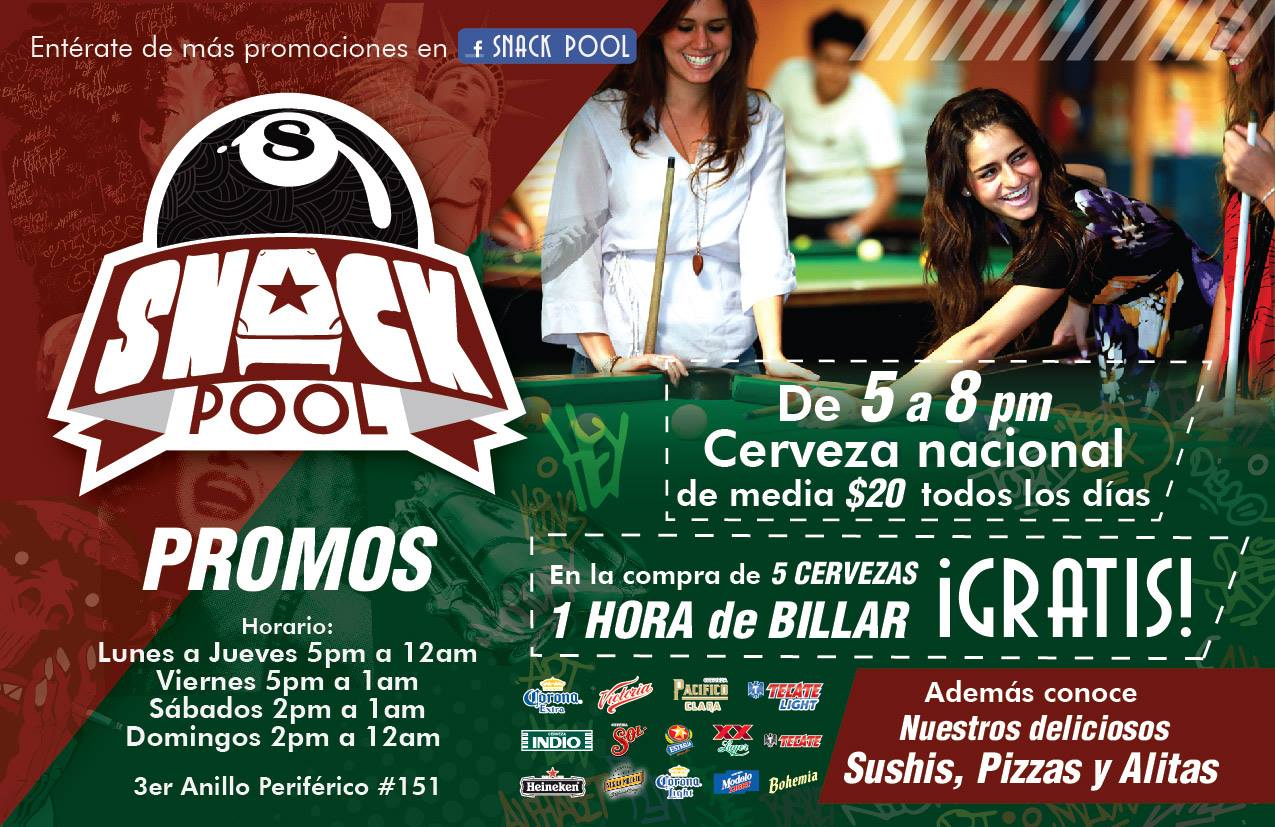 Entérate de más promociones en f SNACK POOL
S
SNACK
POOL
De 5 a 8 pm
Cerveza nacional
de media $20 todos los días
HEY
PROMOS
En la compra de 5 CERVEZAS
1 HORA de BILLAR ¡GRATIS!
Horario:
Lunes a Jueves 5pm a 12am
Viernes 5pm a 1am
Sábados 2pm a 1am
Domingos 2pm a 12am
3er Anillo Periférico #151
Corona
Extra
Victoria
PACIFICO
CLARA
TECATE
LIGHT
CERVEZA
INDIO
Sol
ESTRELLA
XX
Lager
TECATE
Heineken
Corona
Light
Modelo
LIGHT
Bohemia
Además conoce
Nuestros deliciosos
Sushis, Pizzas y Alitas